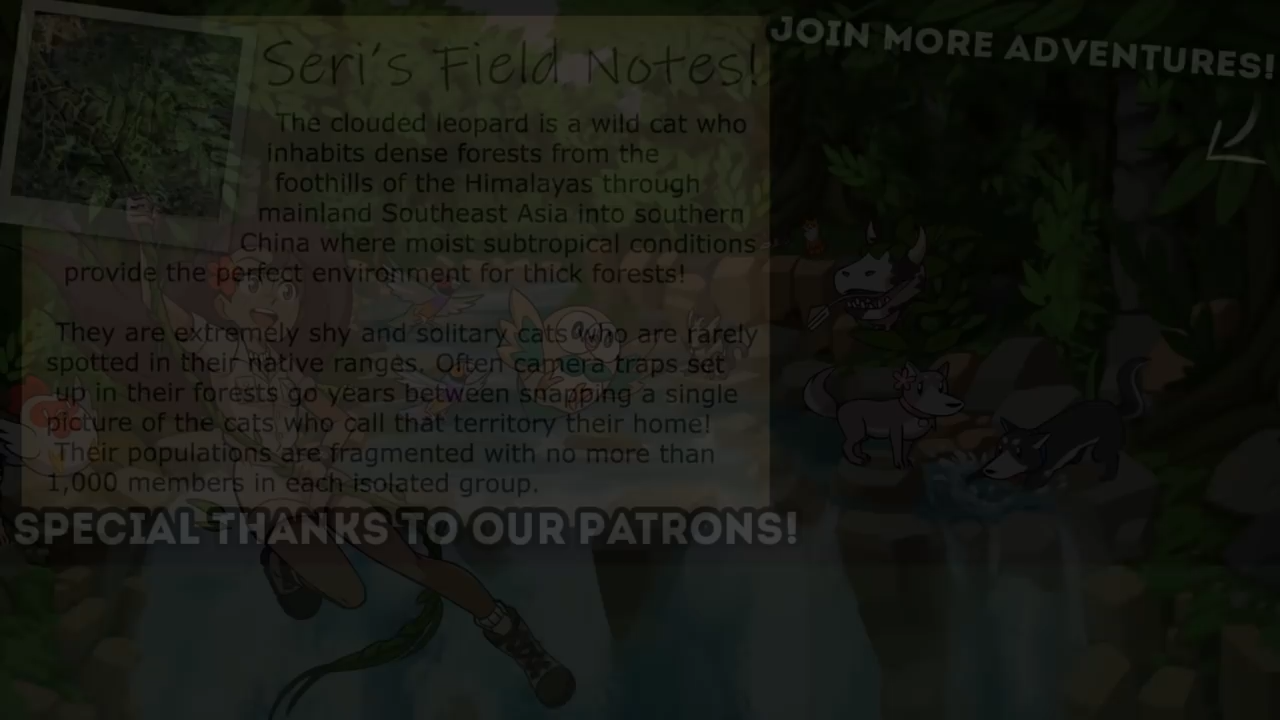 Seri's Field Notes!
JOIN MORE ADVENTURES!
The clouded leopard is a wild cat who
inhabits dense forests from the
foothills of the Himalayas through
mainland Southeast Asia into southern
China where moist subtropical conditions
provide the perfect environment for thick forests!
They are extremely shy and solitary cats who are rarely
spotted in their native ranges. Often camera traps set
up in their forests go years between snapping a single
picture of the cats who call that territory their home!
Their populations are fragmented with no more than
1,000 members in each isolated group.
SPECIAL THANKS TO OUR PATRONS!